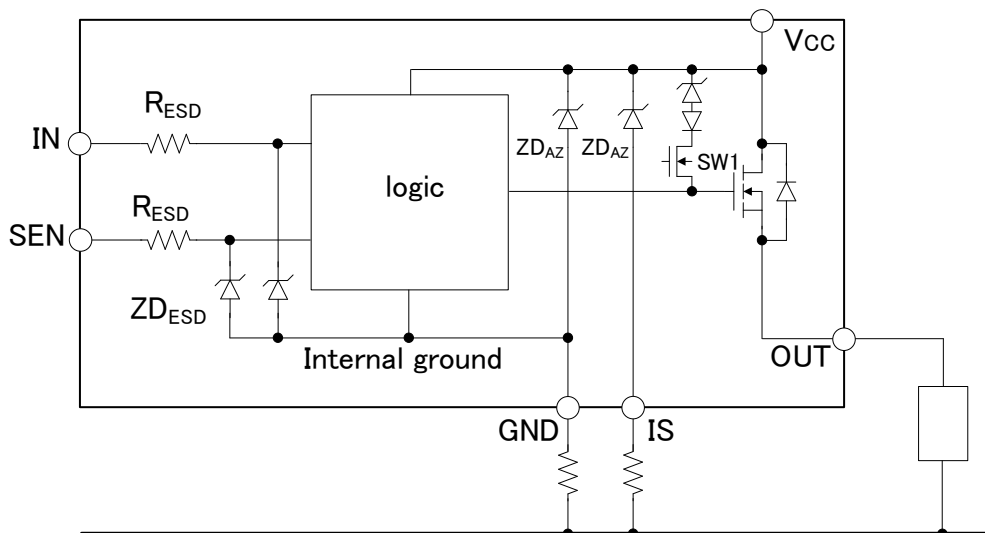 VCC
RESD
IN
ZDAZ
ZDAZ
SW1
logic
RESD
SEN
ZDESD
Internal ground
OUT
GND
IS